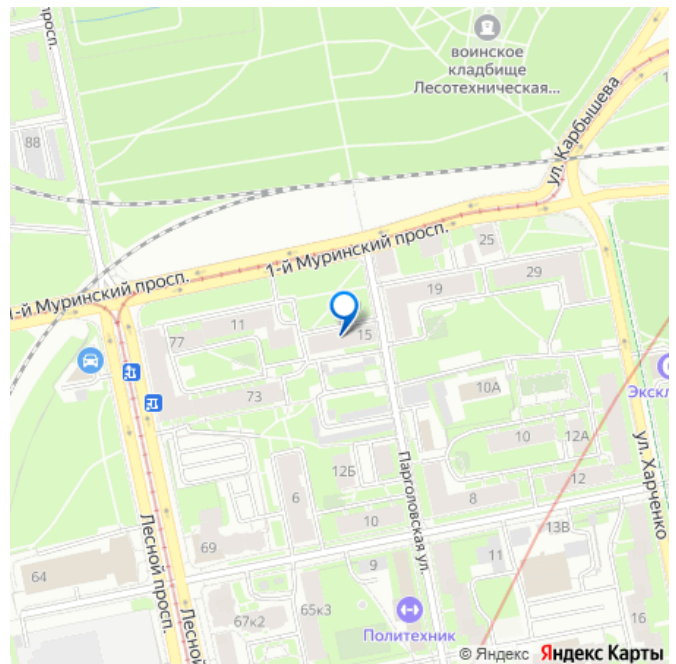 просп.
воинское
кладбище
Лесотехническая...
88
ул. Карбышева
1-й Муринский просп.
25
1-й Муринский просп.
29
19
11
77
15
73
10А
Экскл
10
12А
12Б
12
6
8
Парголовская ул.
ул. Харченко
10
13В
Лесной просп.
69
11
9
64
65к3
16
67к2
Лесной
Политехник
© Яндекс Яндекс Карты